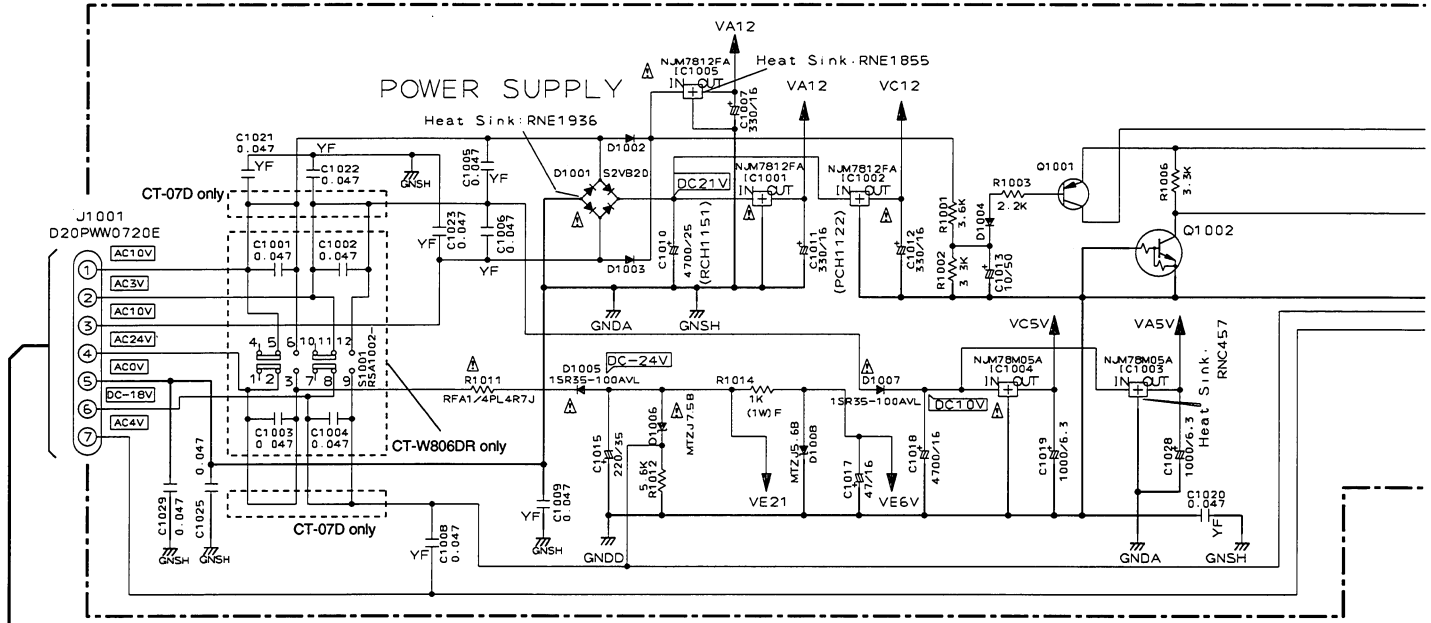 POWER SUPPLY
Heat Sink:RNE1936
VA12
NJM7812FA
IC1005
IN OUT
Heat Sink:RNE1855
C1007
330/16
VA12
VC12
C1021
0.047
YF
C1022
0.047
YF
GNSH
C1005
0.047
YF
D1002
D1001
S2VB20
DC21V
NJM7812FA
IC1001
IN OUT
NJM7812FA
IC1002
IN OUT
Q1001
R1003
2.2K
R1006
3.3K
CT-07D only
J1001
D20PWW0720E
C1023
0.047
YF
C1006
0.047
YF
D1003
C1010
4700/25
(RCH1151)
C1011
330/16
(PCH1122)
C1012
330/16
R1001
3.6K
R1002
3.3K
D1004
C1013
10/50
Q1002
C1001
0.047
C1002
0.047
AC10V
1
AC3V
2
AC10V
3
AC24V
4
AC0V
5
DC-18V
6
AC4V
7
4 5 6 10 11 12
1 2 3 7 8 9
S1001
RSA1002
GNDA
GNSH
VC5V
VA5V
R1011
RFA1/4PL4R7J
D1005
1SR35-100AVL
DC-24V
R1014
1K
(1W)F
D1007
1SR35-100AVL
DC10V
NJM78M05A
IC1004
IN OUT
NJM78M05A
IC1003
IN OUT
Heat Sink:
RNC457
C1003
0.047
C1004
0.047
CT-W806DR only
C1015
220/35
D1006
MTZJ7.5B
5.6K
R1012
MTZJ5.6B
D1008
C1017
47/16
C1018
4700/16
C1019
1000/6.3
C1028
1000/6.3
VE21
VE6V
C1029
0.047
C1025
0.047
GNSH
GNSH
CT-07D only
C1008
0.047
YF
C1009
0.047
YF
GNSH
GNDD
GNDA
C1020
0.047
YF
GNSH